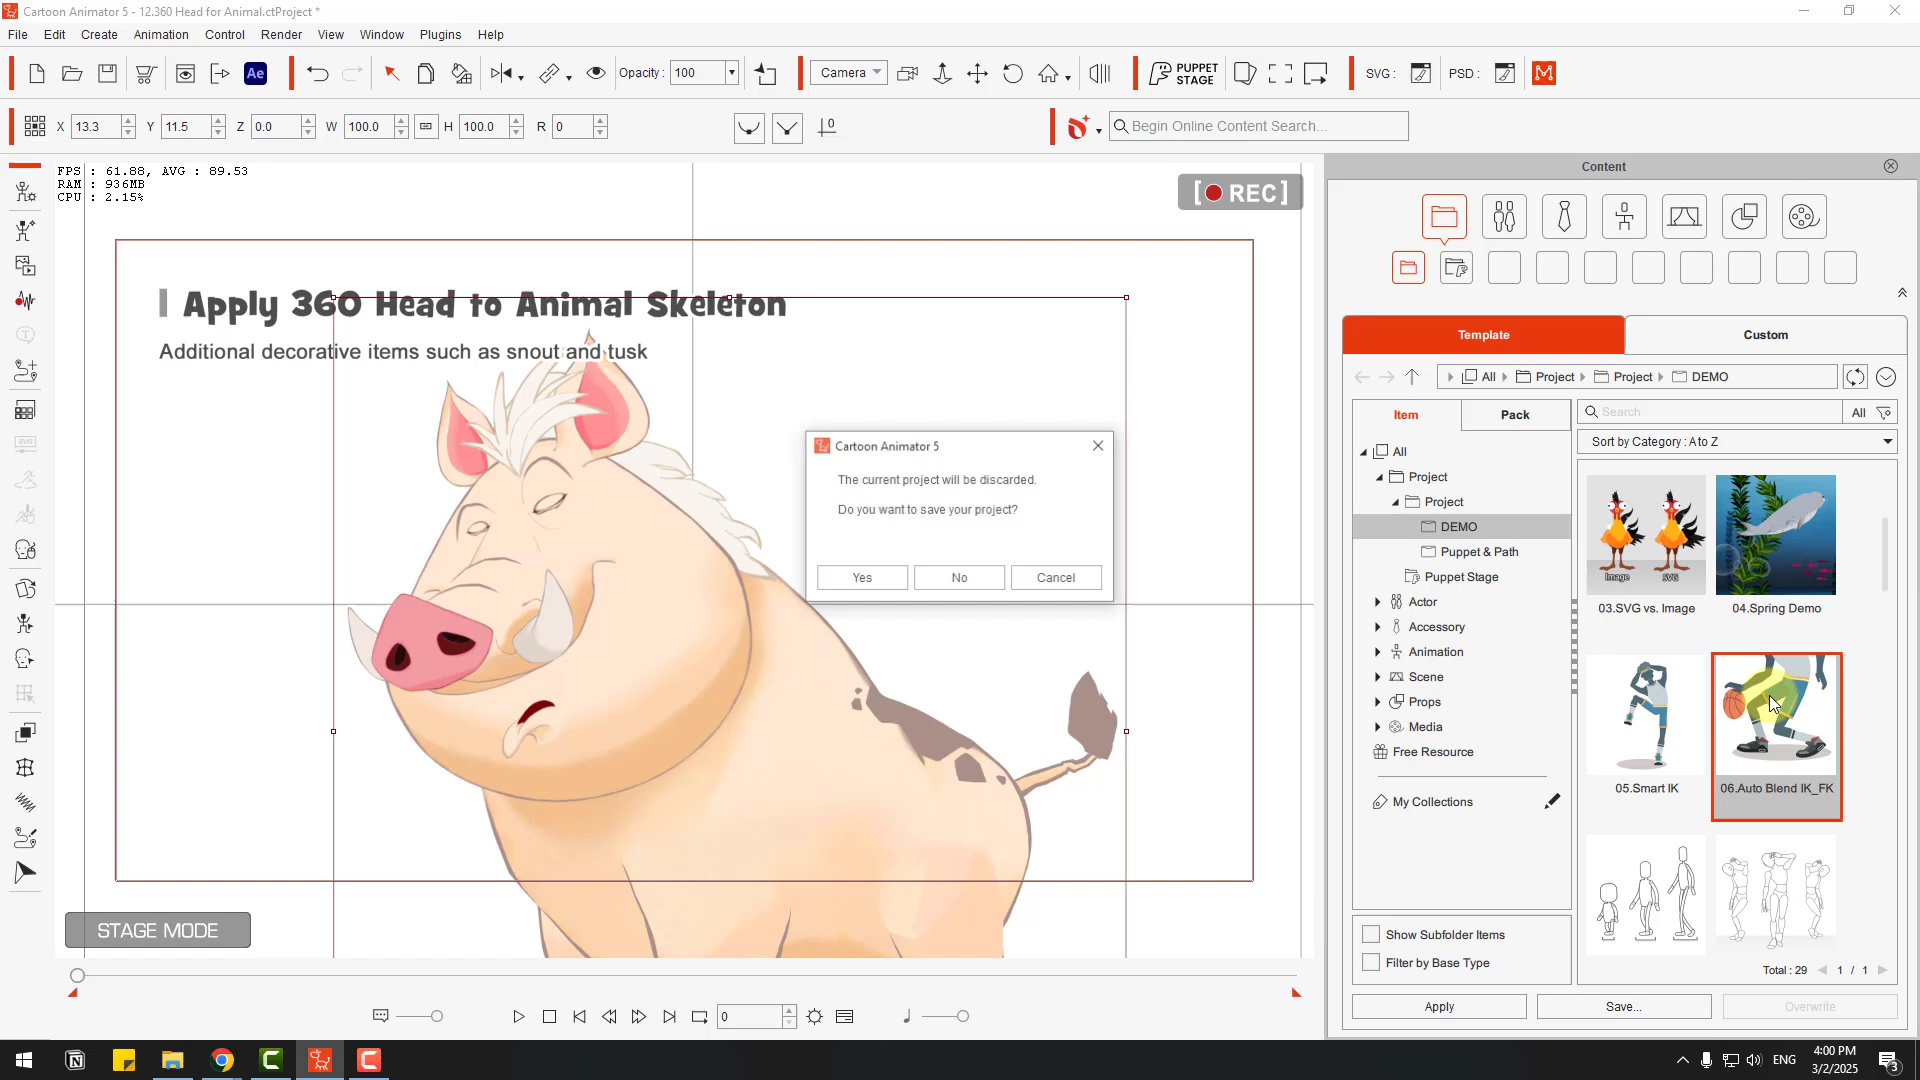 Cartoon Animator 5 - 12.360 Head for Animal.ctProject *
File Edit Create Animation Control Render View Window Plugins Help
Ae
Opacity : 100
Camera
PUPPET
STAGE
SVG :
PSD :
X 13.3 Y 11.5 Z 0.0 W 100.0 H 100.0 R 0
0
Begin Online Content Search...
FPS : 61.88, AVG : 89.53
RAM : 936MB
CPU : 2.15%
[ REC ]
Apply 360 Head to Animal Skeleton
Additional decorative items such as snout and tusk
Cartoon Animator 5
The current project will be discarded.
Do you want to save your project?
Yes No Cancel
STAGE MODE
0
Content
Template Custom
All Project Project DEMO
Item Pack
Search
All
Sort by Category : A to Z
All
Project
Project
DEMO
Puppet & Path
Puppet Stage
Actor
Accessory
Animation
Scene
Props
Media
Free Resource
My Collections
Show Subfolder Items
Filter by Base Type
Image SVG
03.SVG vs. Image
04.Spring Demo
05.Smart IK
06.Auto Blend IK_FK
Total : 29 1 / 1
Apply Save... Overwrite
SVG
ENG
4:00 PM
3/2/2025
3